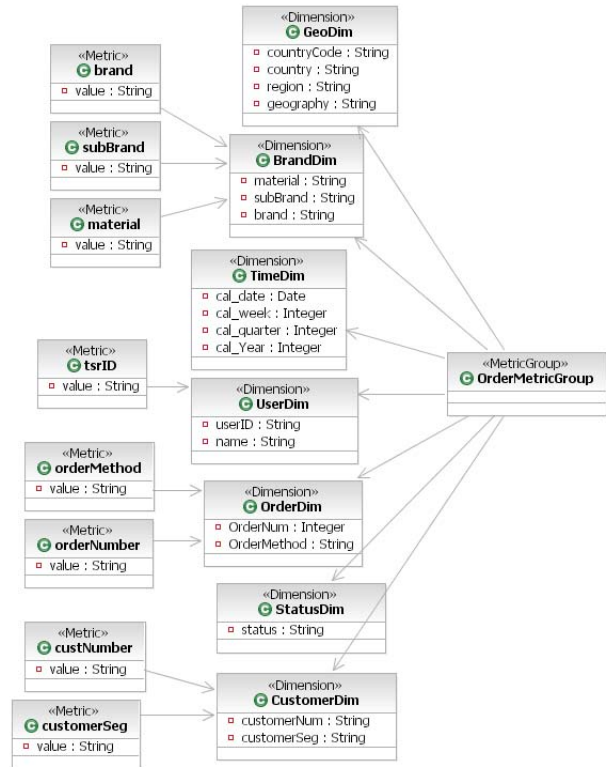 «Dimension»
GeoDim
countryCode : String
country : String
region : String
geography : String
«Metric»
brand
value : String
«Metric»
subBrand
value : String
«Metric»
material
value : String
«Dimension»
BrandDim
material : String
subBrand : String
brand : String
«Dimension»
TimeDim
cal_date : Date
cal_week : Integer
cal_quarter : Integer
cal_Year : Integer
«Metric»
tsrID
value : String
«MetricGroup»
OrderMetricGroup
«Dimension»
UserDim
userID : String
name : String
«Metric»
orderMethod
value : String
«Metric»
orderNumber
value : String
«Dimension»
OrderDim
OrderNum : Integer
OrderMethod : String
«Dimension»
StatusDim
status : String
«Metric»
custNumber
value : String
«Metric»
customerSeg
value : String
«Dimension»
CustomerDim
customerNum : String
customerSeg : String